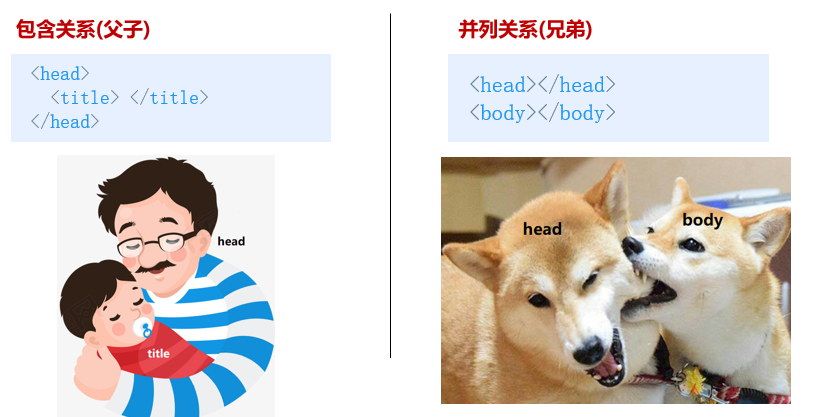 包含关系(父子)
<head>
<title> </title>
</head>
head
title
并列关系(兄弟)
<head></head>
<body></body>
head
body